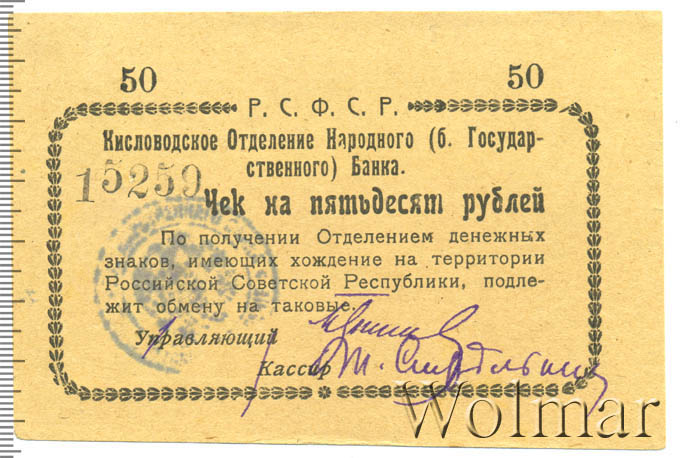 50 50
Р. С. Ф. С. Р.
Кисловодское Отделение Народного (б. Государ-
ственного) Банка.
15259
Чек на пятьдесят рублей
По получении Отделением денежных
знаков, имеющих хождение на территории
Российской Советской Республики, подле-
жит обмену на таковые.
Управляющий
Кассир
Wolmar